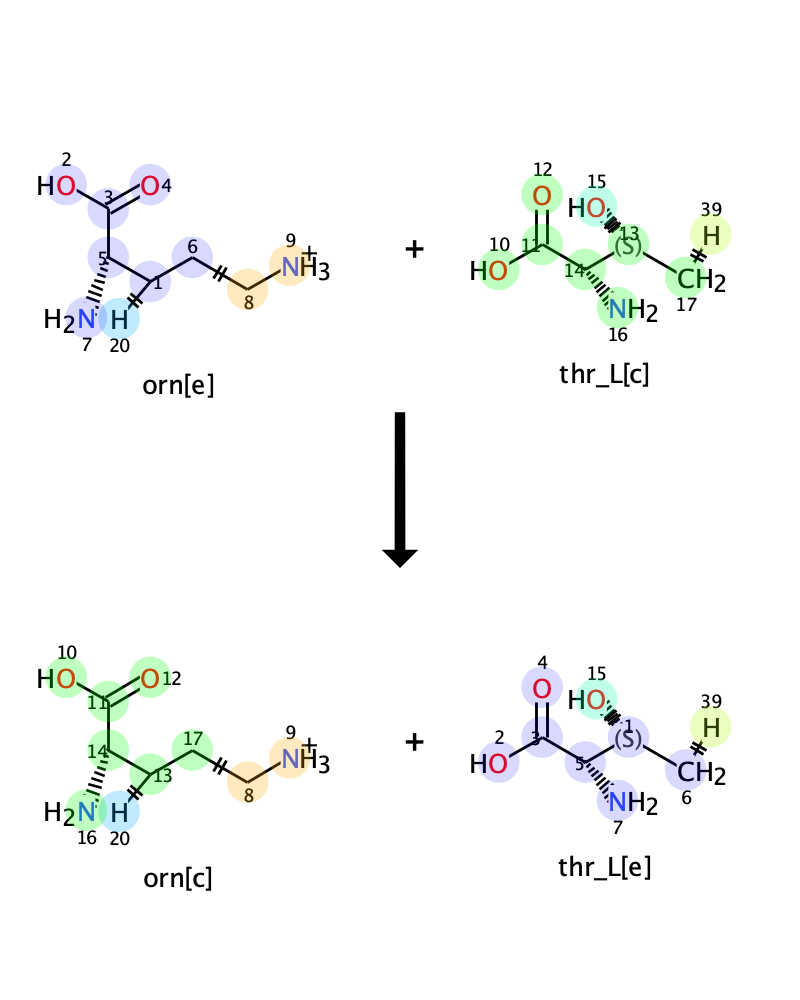 2
HO O 4
3
5 6 9
1 NH3+
8
H2N H
7 20
orn[e]
+
12 15
O HO 39
13 H
10 11 (S)
HO 14 CH2
17
NH2
16
thr_L[c]
10
HO O 12
11
14 17 9
13 NH3+
8
H2N H
16 20
orn[c]
+
4 15
O HO 39
1 H
2 3 (S)
HO 5 CH2
6
NH2
7
thr_L[e]